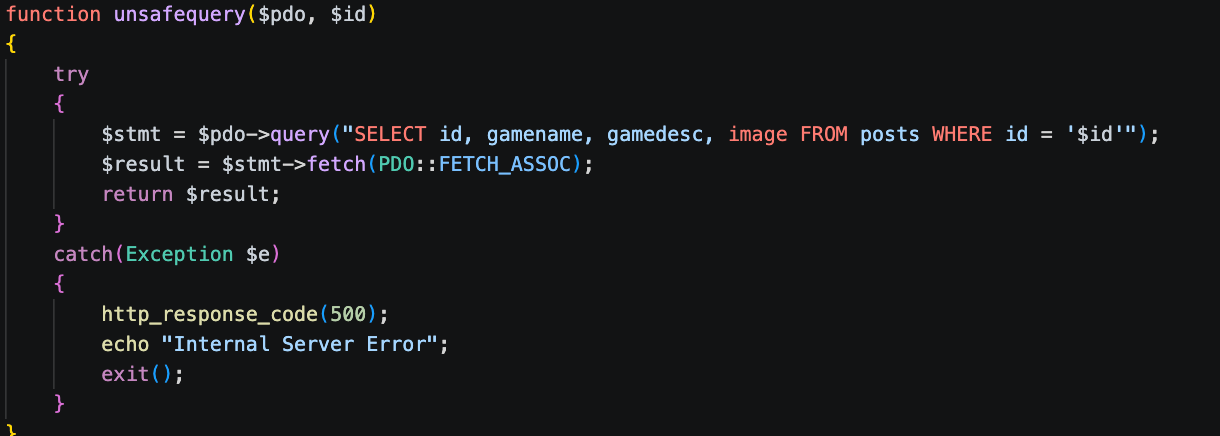 function unsafequery($pdo, $id)
{
    try
    {
        $stmt = $pdo->query("SELECT id, gamename, gamedesc, image FROM posts WHERE id = '$id'");
        $result = $stmt->fetch(PDO::FETCH_ASSOC);
        return $result;
    }
    catch(Exception $e)
    {
        http_response_code(500);
        echo "Internal Server Error";
        exit();
    }
}